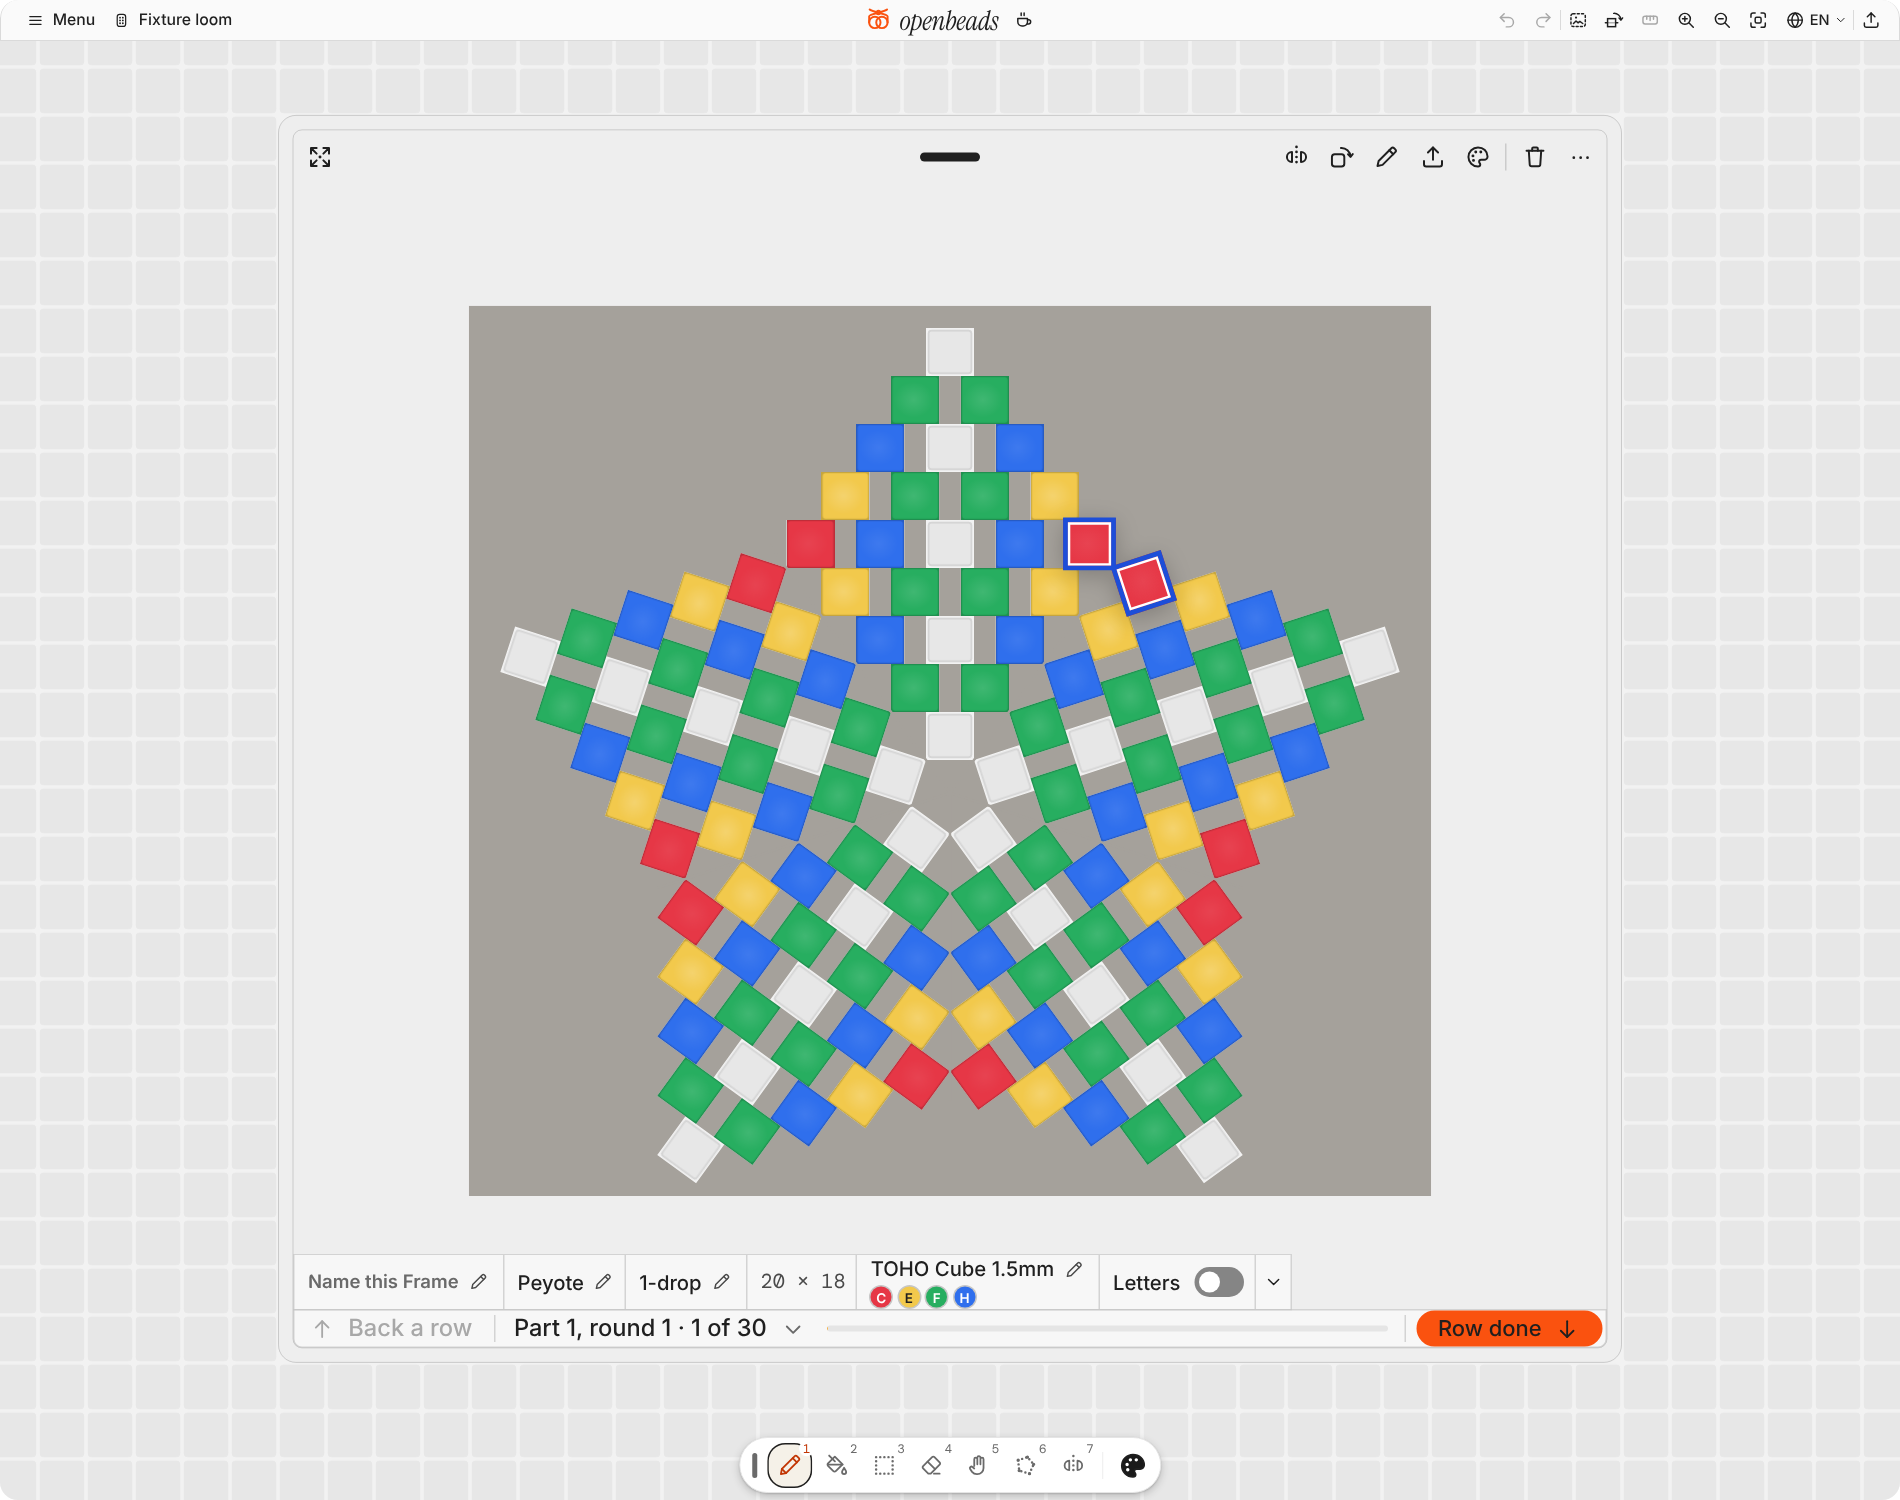 Menu
Fixture loom
openbeads
EN
Name this Frame
Peyote
1-drop
20 × 18
TOHO Cube 1.5mm
C E F H
Letters
Back a row
Part 1, round 1 · 1 of 30
Row done
1 2 3 4 5 6 7